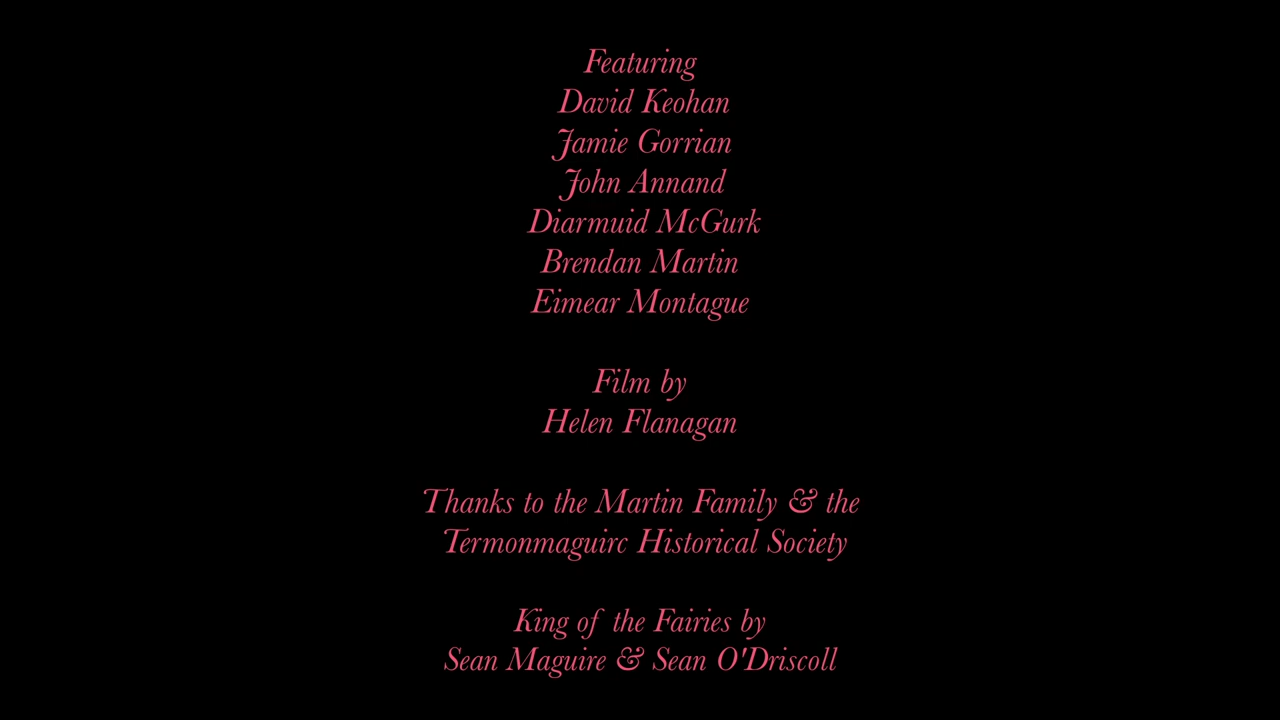 Featuring
David Keohan
Jamie Gorrian
John Annand
Diarmuid McGurk
Brendan Martin
Eimear Montague
Film by
Helen Flanagan
Thanks to the Martin Family & the
Termonmaguirc Historical Society
King of the Fairies by
Sean Maguire & Sean O'Driscoll